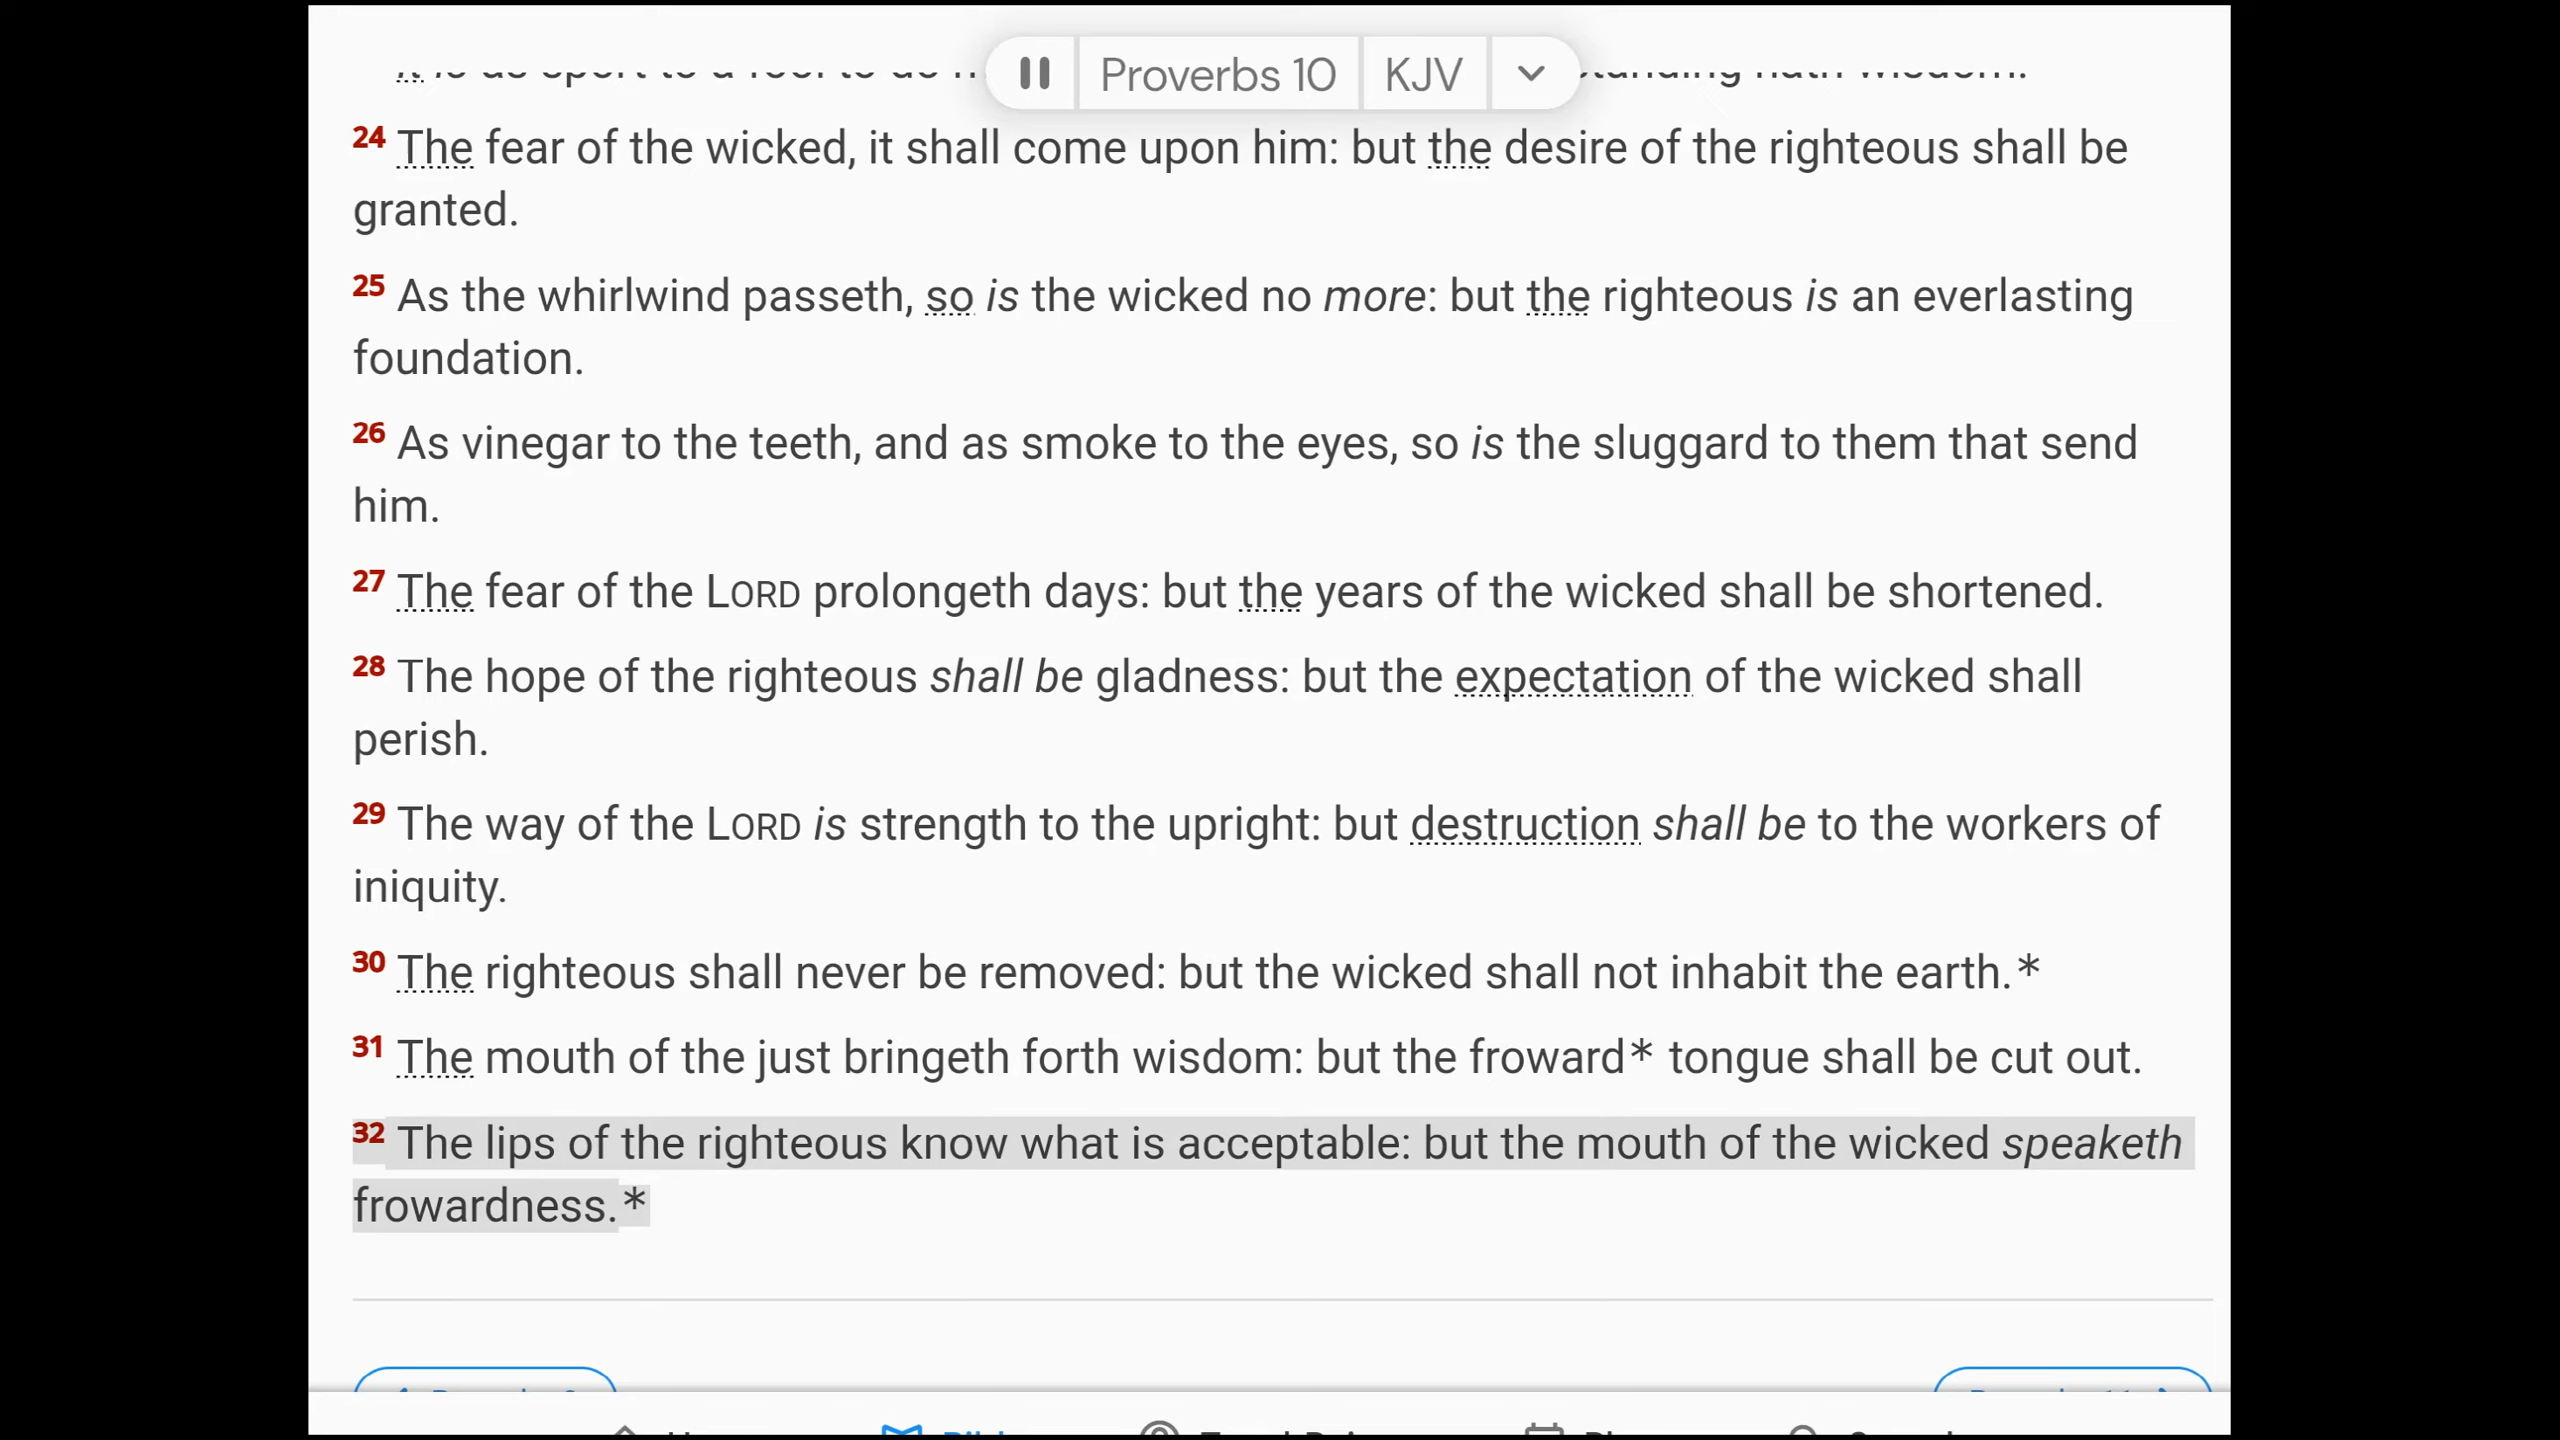 Proverbs 10 KJV
24 The fear of the wicked, it shall come upon him: but the desire of the righteous shall be
granted.
25 As the whirlwind passeth, so is the wicked no more: but the righteous is an everlasting
foundation.
26 As vinegar to the teeth, and as smoke to the eyes, so is the sluggard to them that send
him.
27 The fear of the LORD prolongeth days: but the years of the wicked shall be shortened.
28 The hope of the righteous shall be gladness: but the expectation of the wicked shall
perish.
29 The way of the LORD is strength to the upright: but destruction shall be to the workers of
iniquity.
30 The righteous shall never be removed: but the wicked shall not inhabit the earth.*
31 The mouth of the just bringeth forth wisdom: but the froward* tongue shall be cut out.
32 The lips of the righteous know what is acceptable: but the mouth of the wicked speaketh
frowardness.*